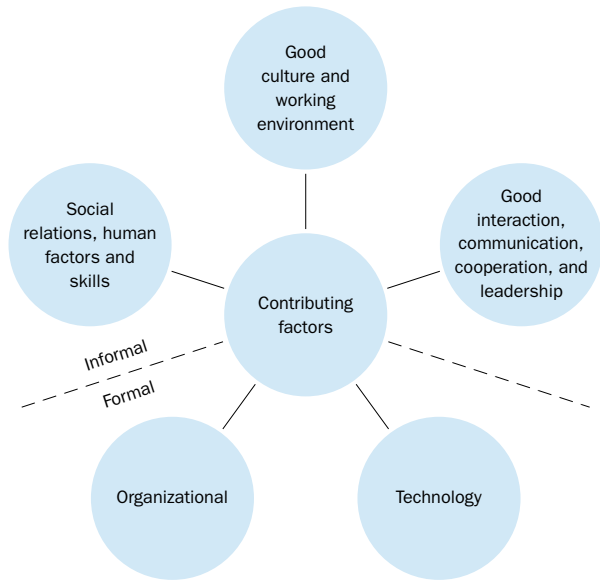 Good
culture and
working
environment
Social
relations, human
factors and
skills
Good
interaction,
communication,
cooperation, and
leadership
Contributing
factors
Informal
Formal
Organizational
Technology